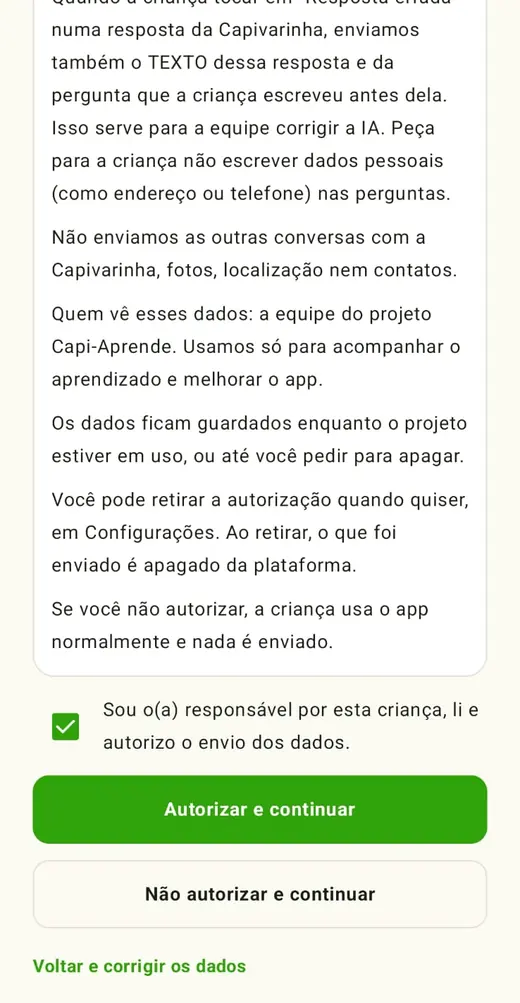 Quando a criança tocar em "Resposta errada"
numa resposta da Capivarinha, enviamos
também o TEXTO dessa resposta e da
pergunta que a criança escreveu antes dela.
Isso serve para a equipe corrigir a IA. Peça
para a criança não escrever dados pessoais
(como endereço ou telefone) nas perguntas.
Não enviamos as outras conversas com a
Capivarinha, fotos, localização nem contatos.
Quem vê esses dados: a equipe do projeto
Capi-Aprende. Usamos só para acompanhar o
aprendizado e melhorar o app.
Os dados ficam guardados enquanto o projeto
estiver em uso, ou até você pedir para apagar.
Você pode retirar a autorização quando quiser,
em Configurações. Ao retirar, o que foi
enviado é apagado da plataforma.
Se você não autorizar, a criança usa o app
normalmente e nada é enviado.
Sou o(a) responsável por esta criança, li e
autorizo o envio dos dados.
Autorizar e continuar
Não autorizar e continuar
Voltar e corrigir os dados